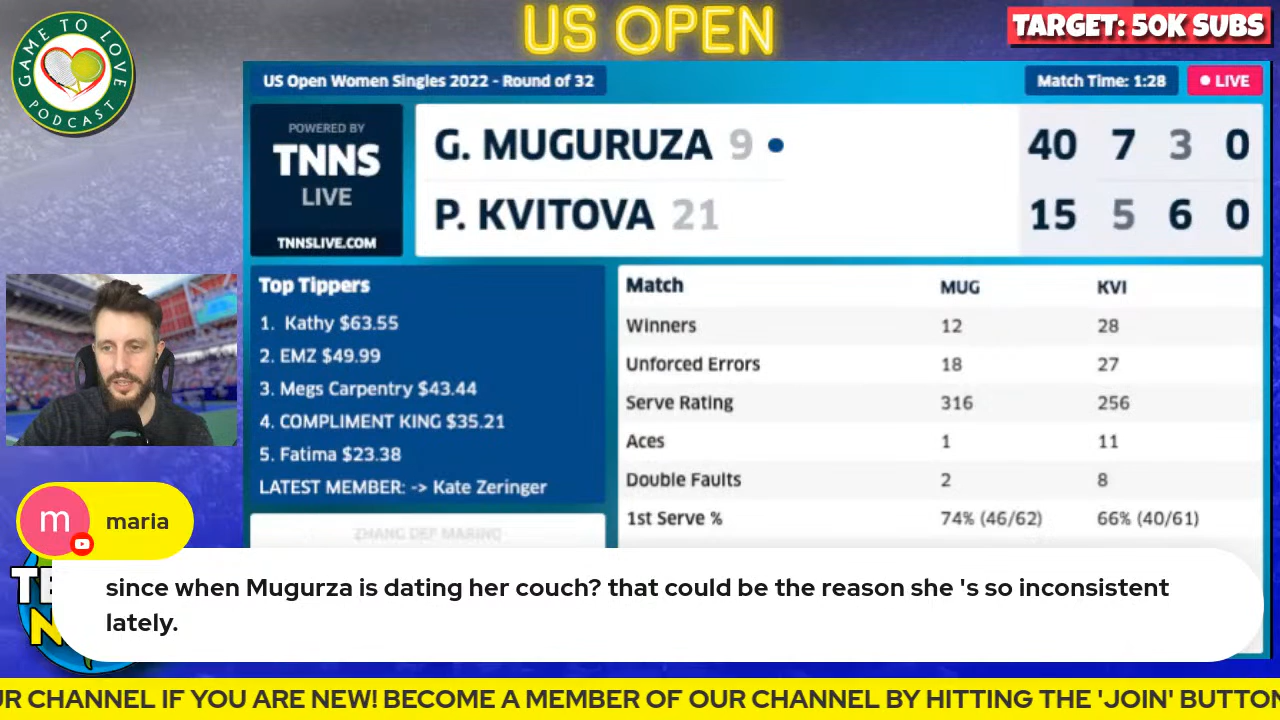 US OPEN
TARGET: 50K SUBS
GAME TO LOVE
PODCAST
US Open Women Singles 2022 - Round of 32
Match Time: 1:28
LIVE
POWERED BY
TNNS
LIVE
TNNSLIVE.COM
G. MUGURUZA 9 40 7 3 0
P. KVITOVA 21 15 5 6 0
Top Tippers
1. Kathy $63.55
2. EMZ $49.99
3. Megs Carpentry $43.44
4. COMPLIMENT KING $35.21
5. Fatima $23.38
LATEST MEMBER: -> Kate Zeringer
ZHANG DEF MARINO
Match MUG KVI
Winners 12 28
Unforced Errors 18 27
Serve Rating 316 256
Aces 1 11
Double Faults 2 8
1st Serve % 74% (46/62) 66% (40/61)
m
maria
since when Mugurza is dating her couch? that could be the reason she 's so inconsistent
lately.
UR CHANNEL IF YOU ARE NEW! BECOME A MEMBER OF OUR CHANNEL BY HITTING THE 'JOIN' BUTTON